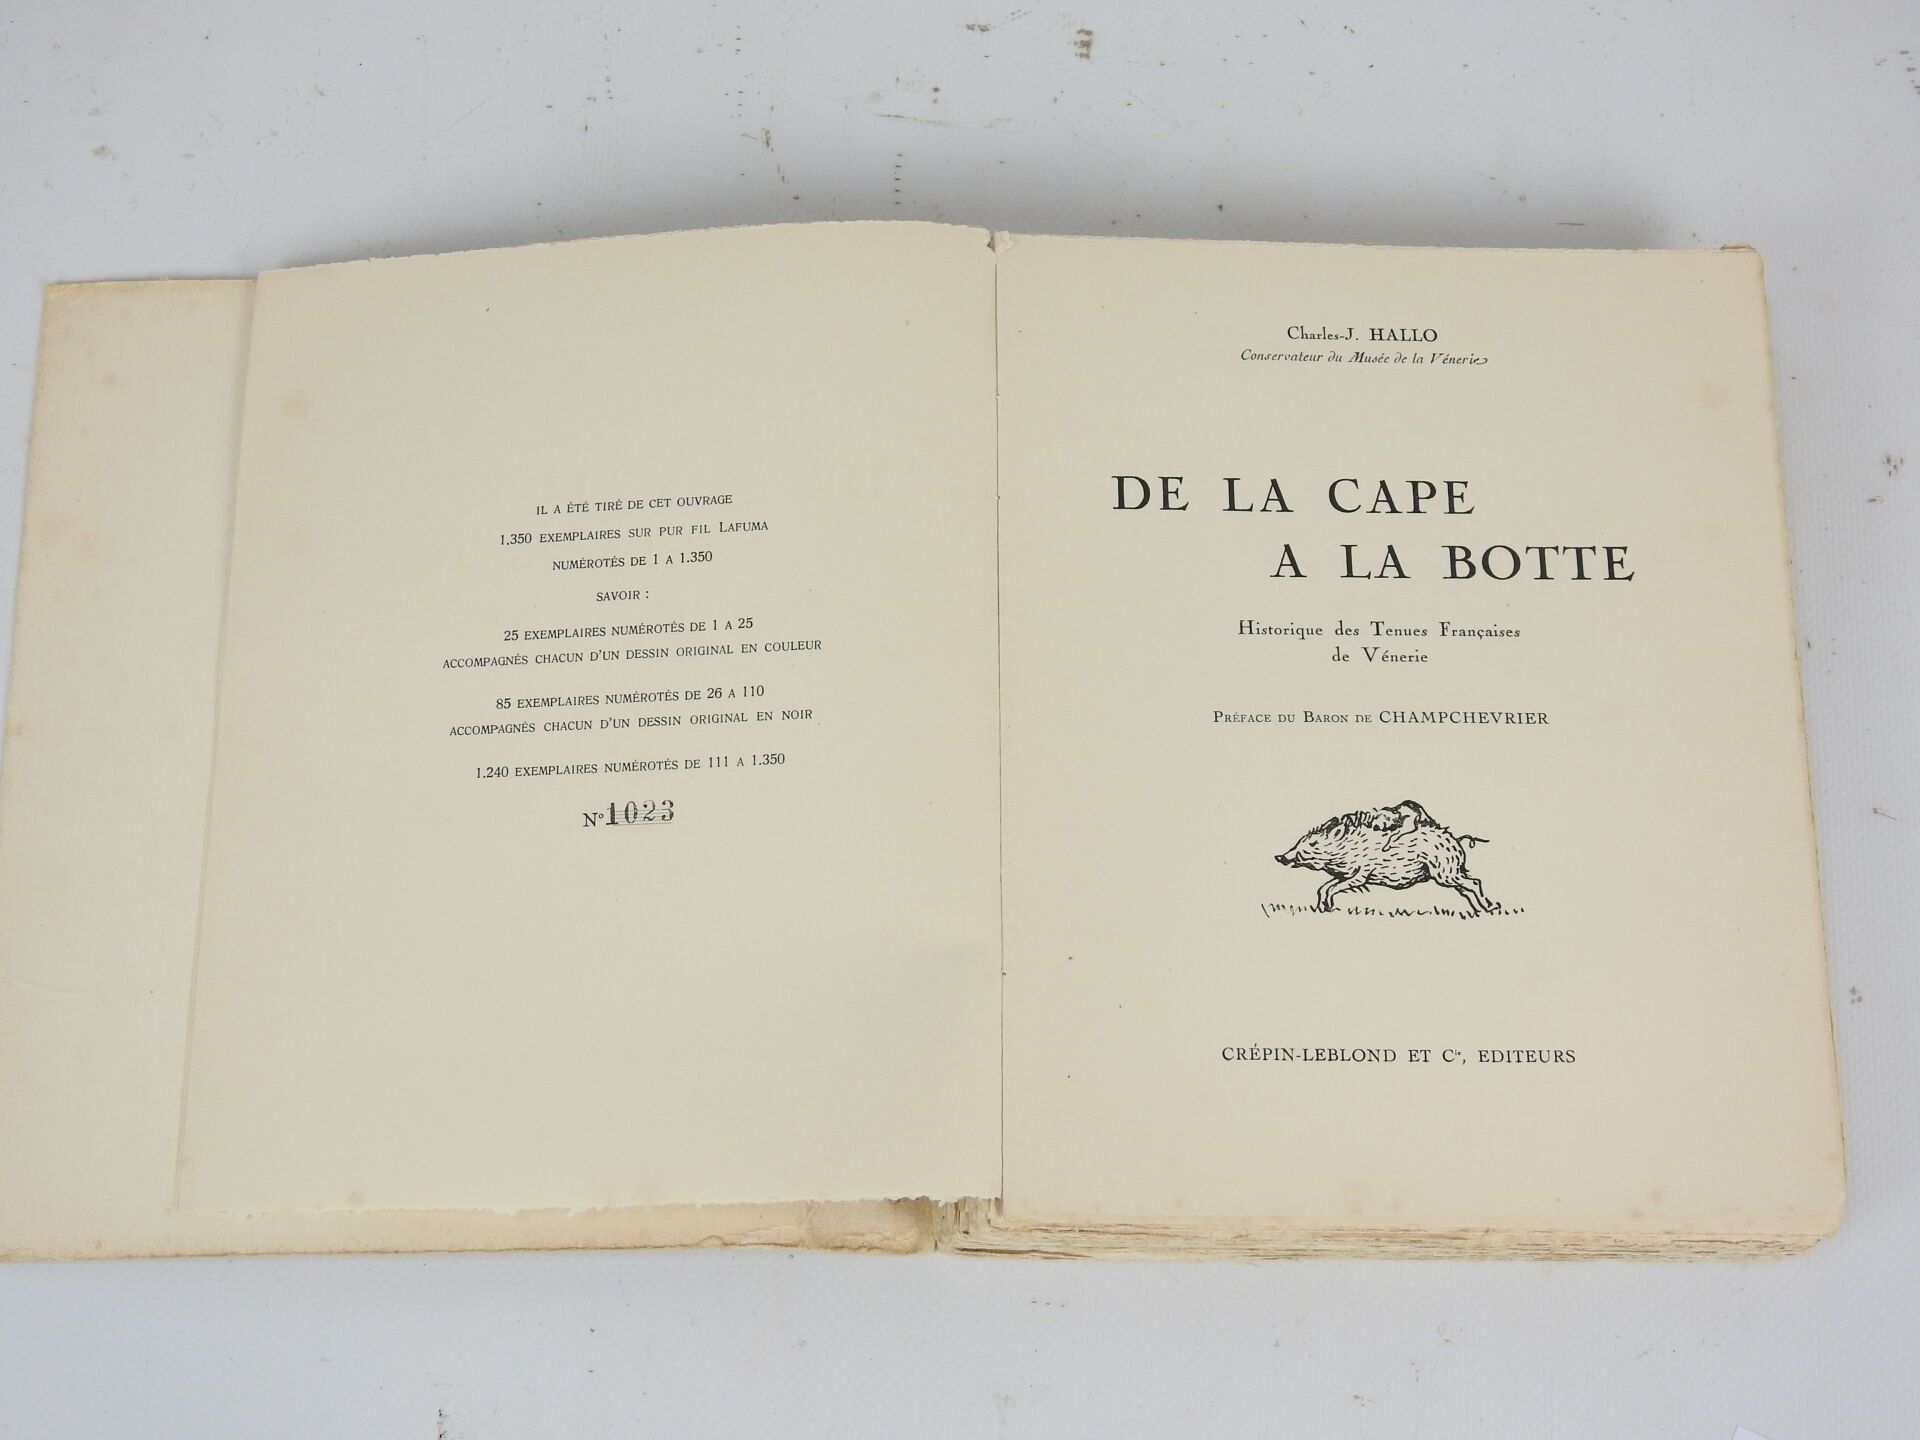 IL A ÉTÉ TIRÉ DE CET OUVRAGE
1.350 EXEMPLAIRES SUR PUR FIL LAFUMA
NUMÉROTÉS DE 1 A 1.350
SAVOIR :
25 EXEMPLAIRES NUMÉROTÉS DE 1 A 25
ACCOMPAGNÉS CHACUN D'UN DESSIN ORIGINAL EN COULEUR
85 EXEMPLAIRES NUMÉROTÉS DE 26 A 110
ACCOMPAGNÉS CHACUN D'UN DESSIN ORIGINAL EN NOIR
1.240 EXEMPLAIRES NUMÉROTÉS DE 111 A 1.350
N° 1023
Charles-J. HALLO
Conservateur du Musée de la Vénerie
DE LA CAPE
A LA BOTTE
Historique des Tenues Françaises
de Vénerie
PRÉFACE DU BARON DE CHAMPCHEVRIER
CRÉPIN-LEBLOND ET Cie, EDITEURS